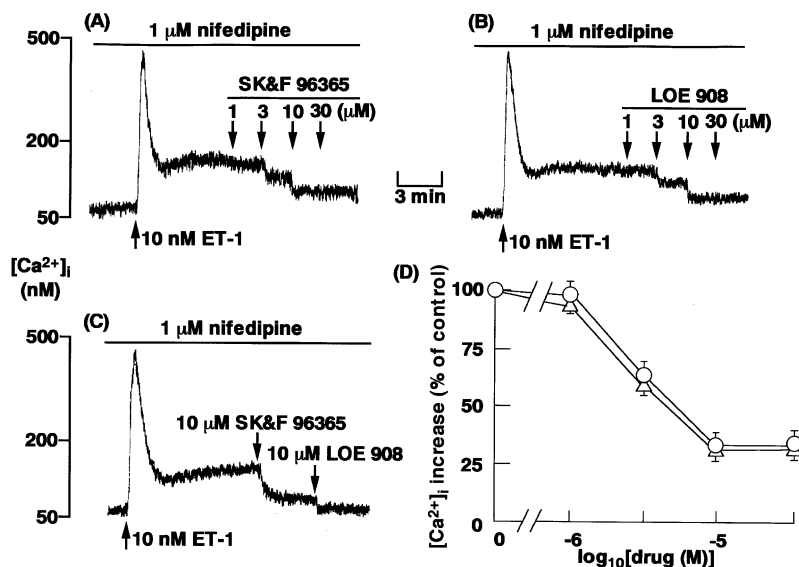 (A)
1 μM nifedipine
500
200
50
SK&F 96365
1 3 10 30 (μM)
10 nM ET-1
3 min
(B)
1 μM nifedipine
LOE 908
1 3 10 30 (μM)
10 nM ET-1
[Ca²⁺]ᵢ
(nM)
(C)
1 μM nifedipine
500
200
50
10 μM SK&F 96365
10 μM LOE 908
10 nM ET-1
(D)
[Ca²⁺]ᵢ increase (% of control)
100
75
50
25
0
0 -6 -5
log₁₀[drug (M)]